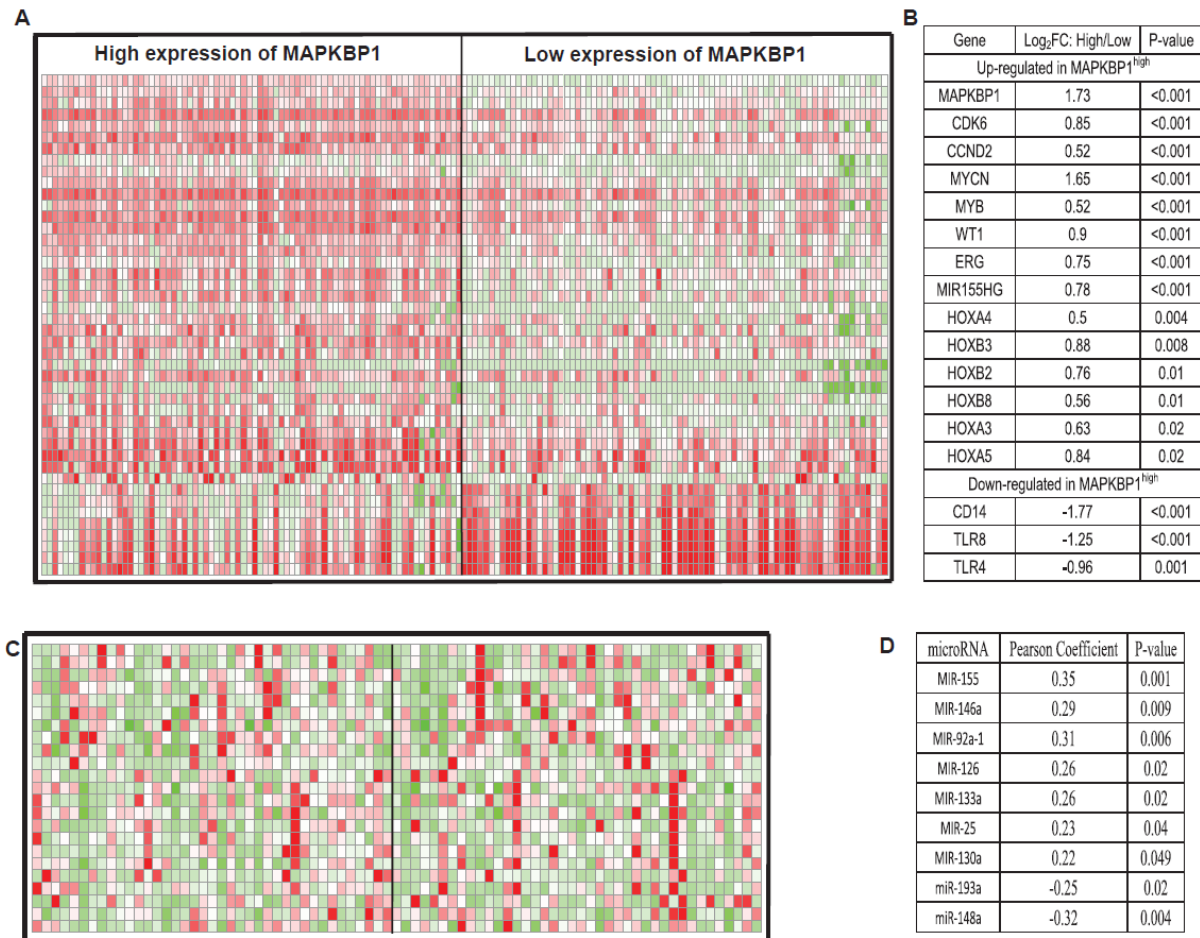 A
High expression of MAPKBP1
Low expression of MAPKBP1
B
Gene Log₂FC: High/Low P-value
Up-regulated in MAPKBP1ʰⁱᵍʰ
MAPKBP1 1.73 <0.001
CDK6 0.85 <0.001
CCND2 0.52 <0.001
MYCN 1.65 <0.001
MYB 0.52 <0.001
WT1 0.9 <0.001
ERG 0.75 <0.001
MIR155HG 0.78 <0.001
HOXA4 0.5 0.004
HOXB3 0.88 0.008
HOXB2 0.76 0.01
HOXB8 0.56 0.01
HOXA3 0.63 0.02
HOXA5 0.84 0.02
Down-regulated in MAPKBP1ʰⁱᵍʰ
CD14 -1.77 <0.001
TLR8 -1.25 <0.001
TLR4 -0.96 0.001
C
D
microRNA Pearson Coefficient P-value
MIR-155 0.35 0.001
MIR-146a 0.29 0.009
MIR-92a-1 0.31 0.006
MIR-126 0.26 0.02
MIR-133a 0.26 0.02
MIR-25 0.23 0.04
MIR-130a 0.22 0.049
miR-193a -0.25 0.02
miR-148a -0.32 0.004